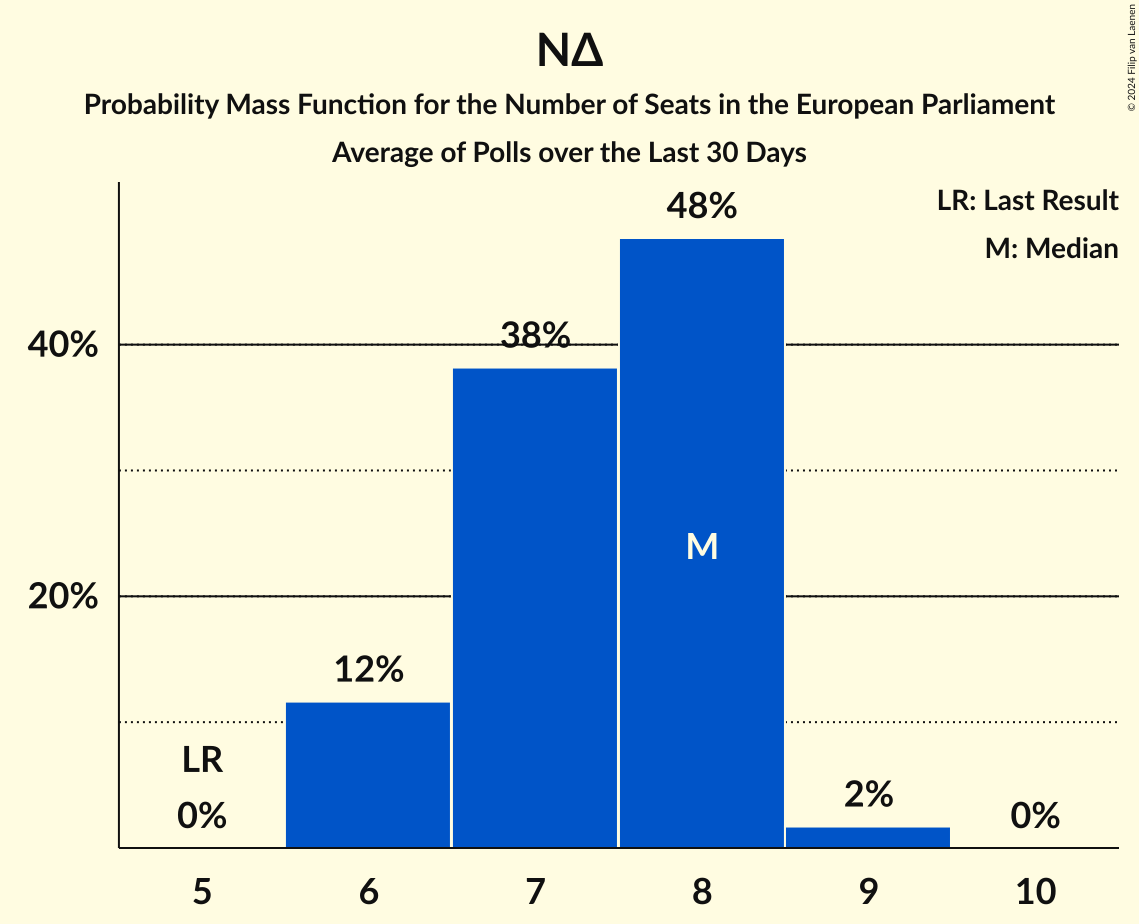 ΝΔ
Probability Mass Function for the Number of Seats in the European Parliament
Average of Polls over the Last 30 Days
© 2024 Filip van Laenen
LR: Last Result
M: Median
48%
38%
40%
M
20%
12%
LR
0%
2%
0%
5 6 7 8 9 10